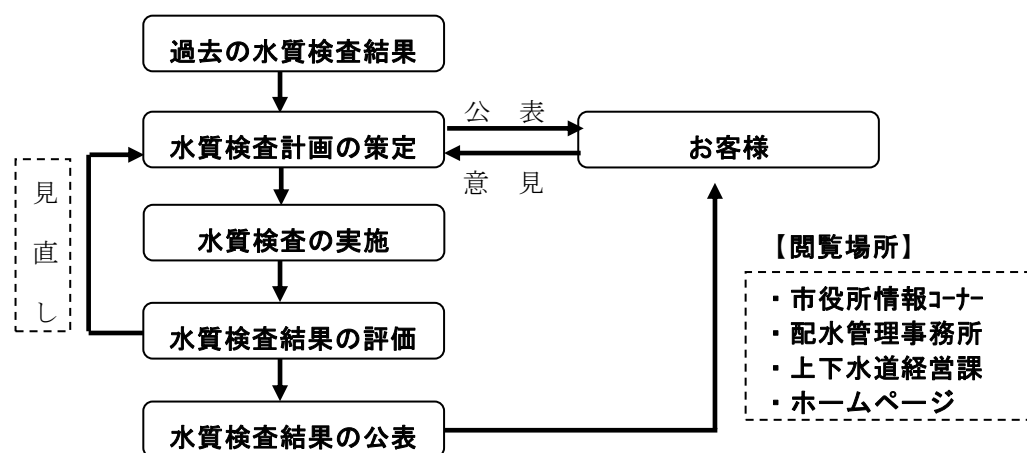 過去の水質検査結果
公　表
水質検査計画の策定
お客様
意　見
見直し
水質検査の実施
【閲覧場所】
・市役所情報ｺｰﾅｰ
水質検査結果の評価
・配水管理事務所
・上下水道経営課
・ホームページ
水質検査結果の公表